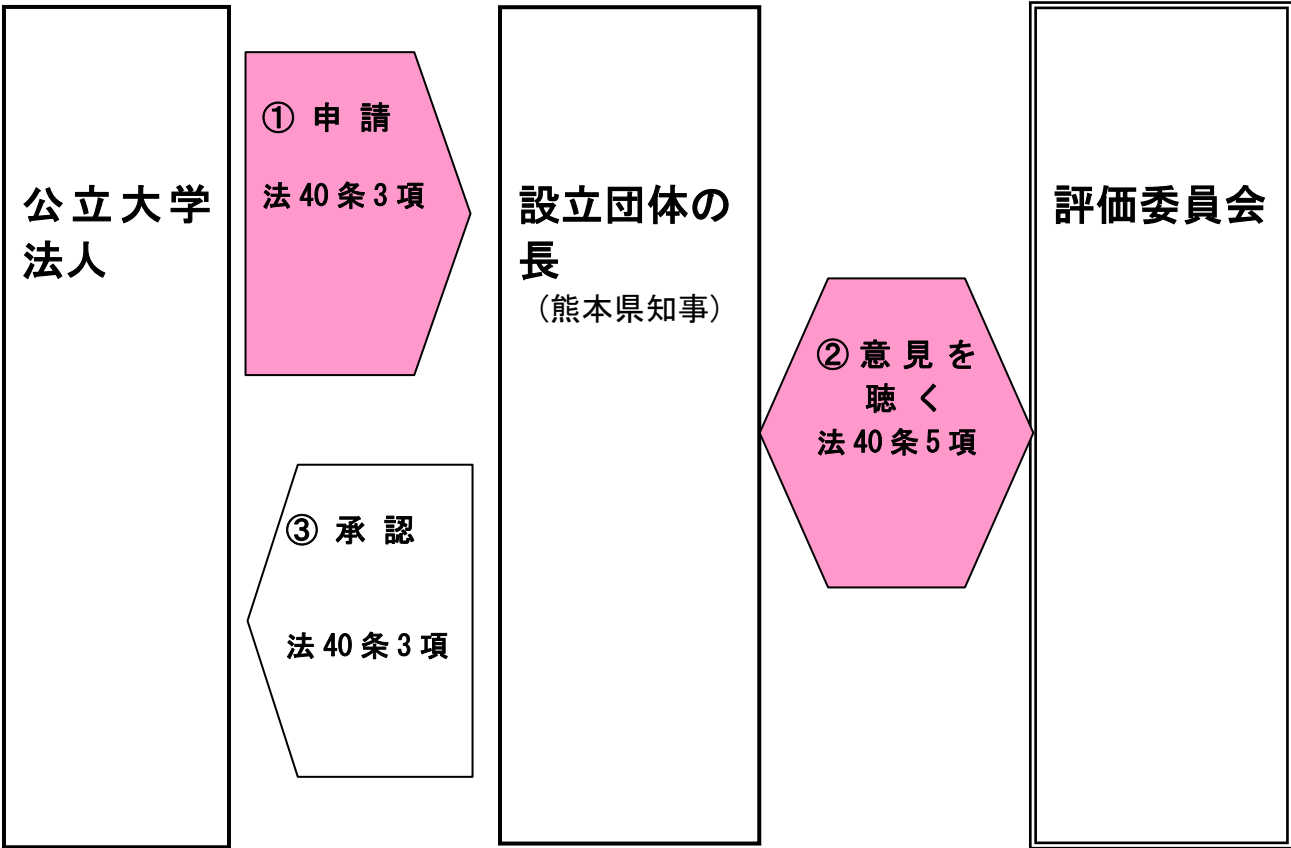 公立大学
法人
① 申 請
法 40 条 3 項
③ 承 認
法 40 条 3 項
設立団体の
長
（熊本県知事）
② 意 見 を
聴 く
法 40 条 5 項
評価委員会